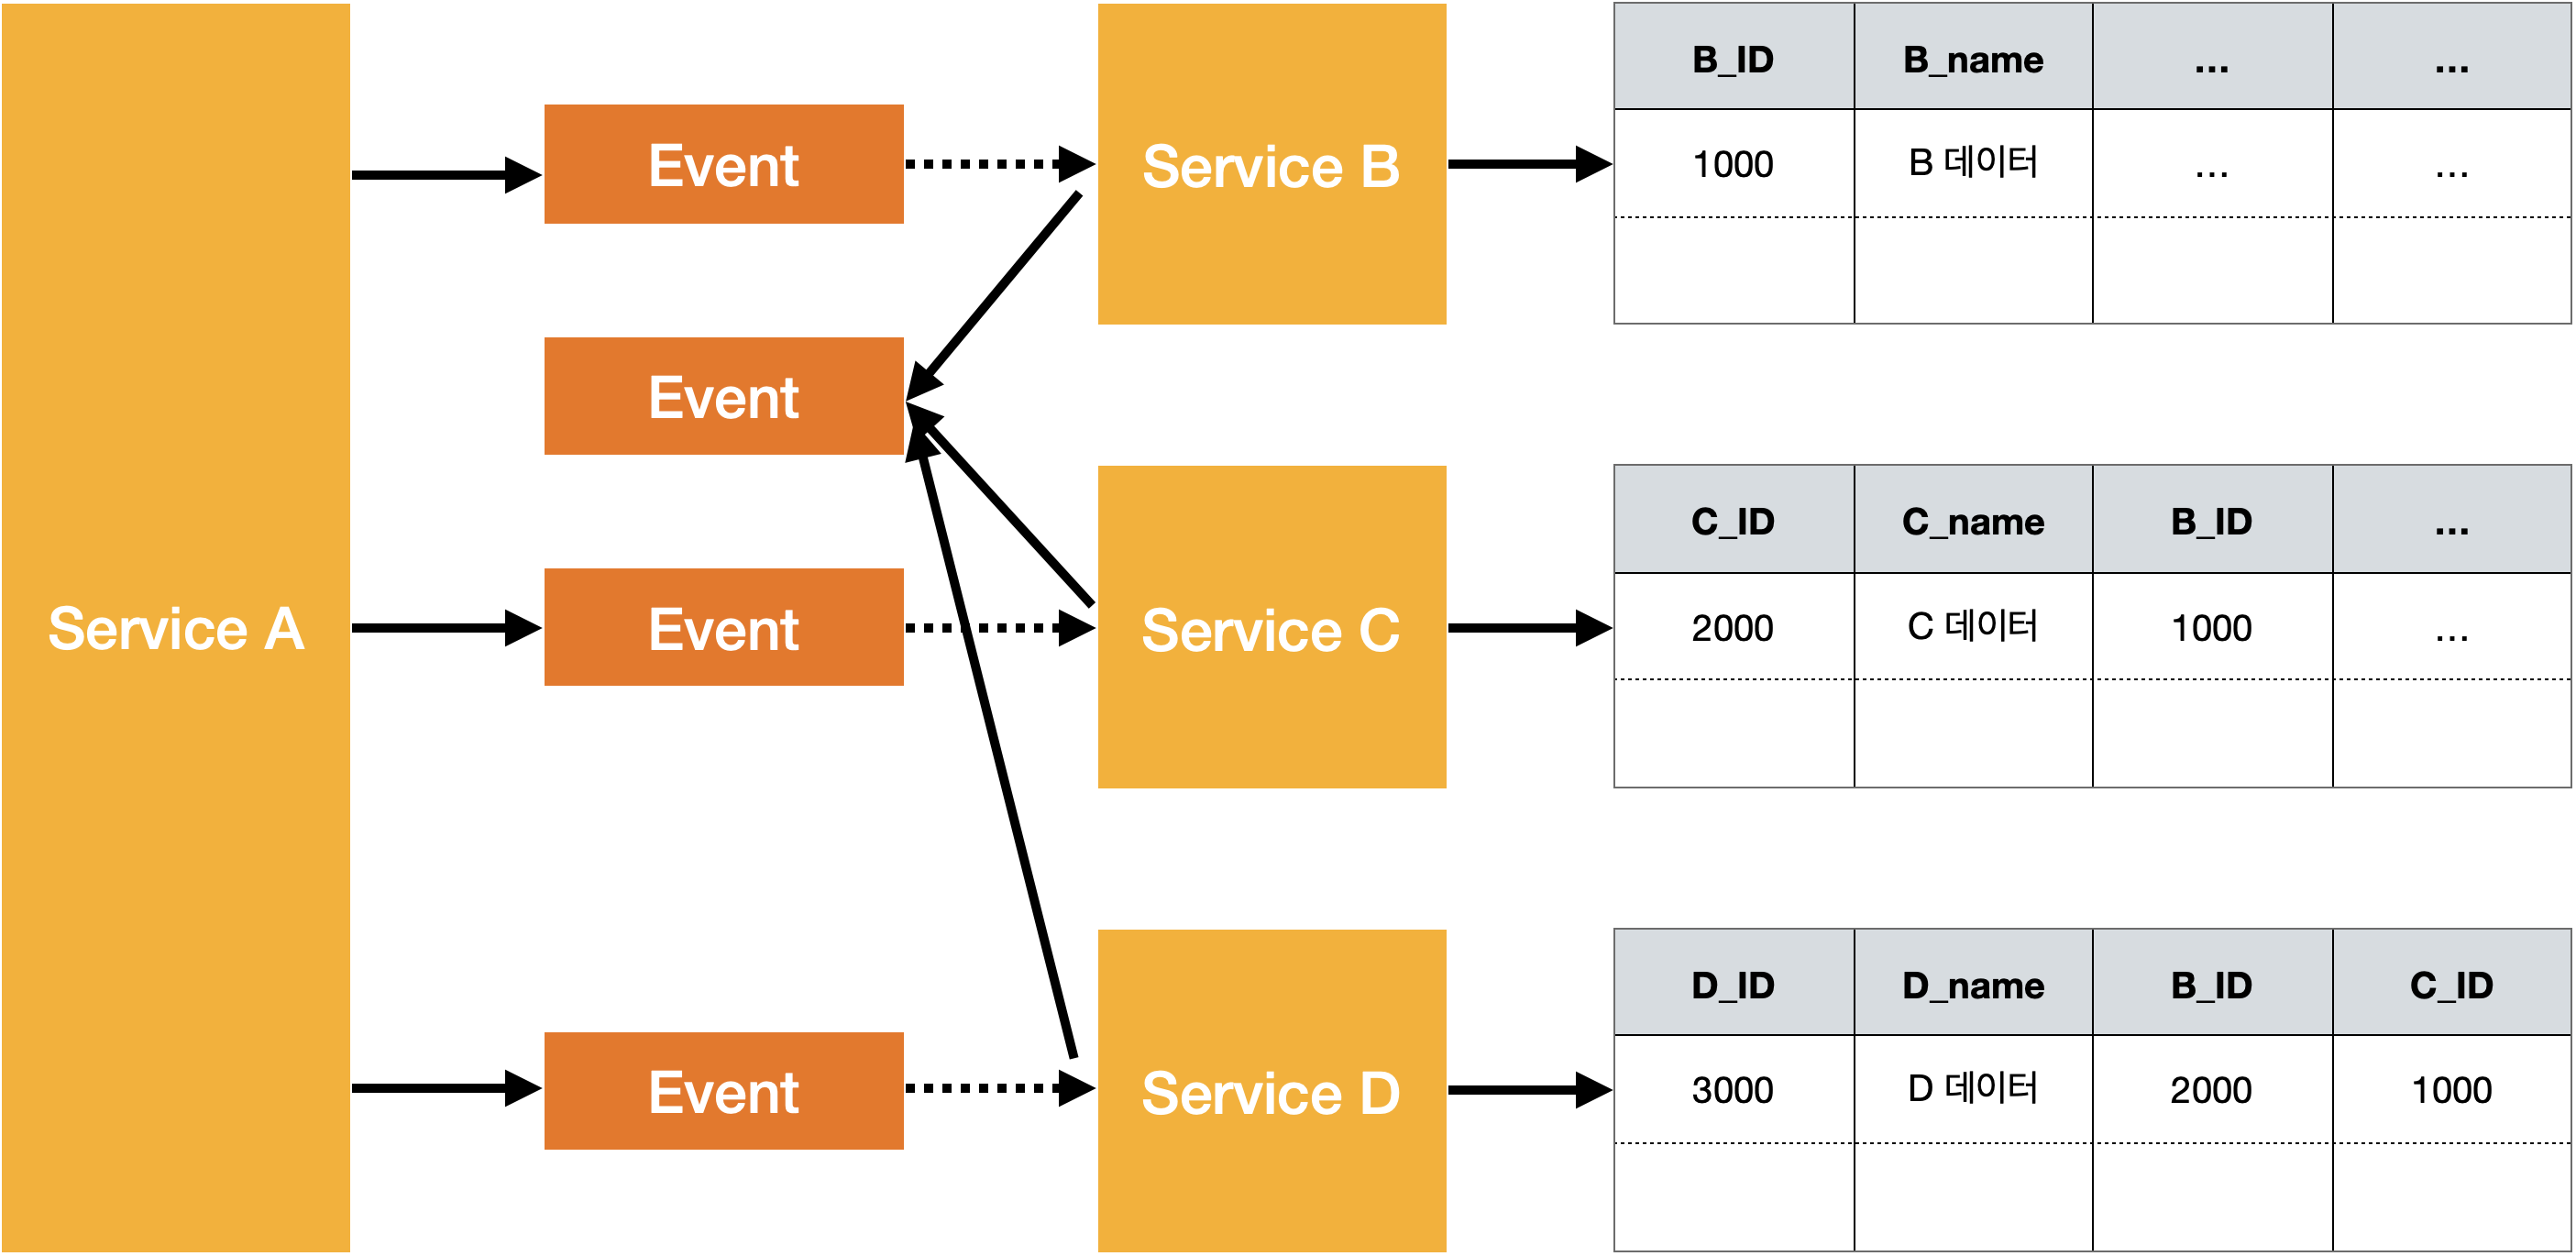 Service A
Event
Event
Event
Event
Service B
Service C
Service D
B_ID B_name ... ...
1000 B 데이터 ... ...
C_ID C_name B_ID ...
2000 C 데이터 1000 ...
D_ID D_name B_ID C_ID
3000 D 데이터 2000 1000